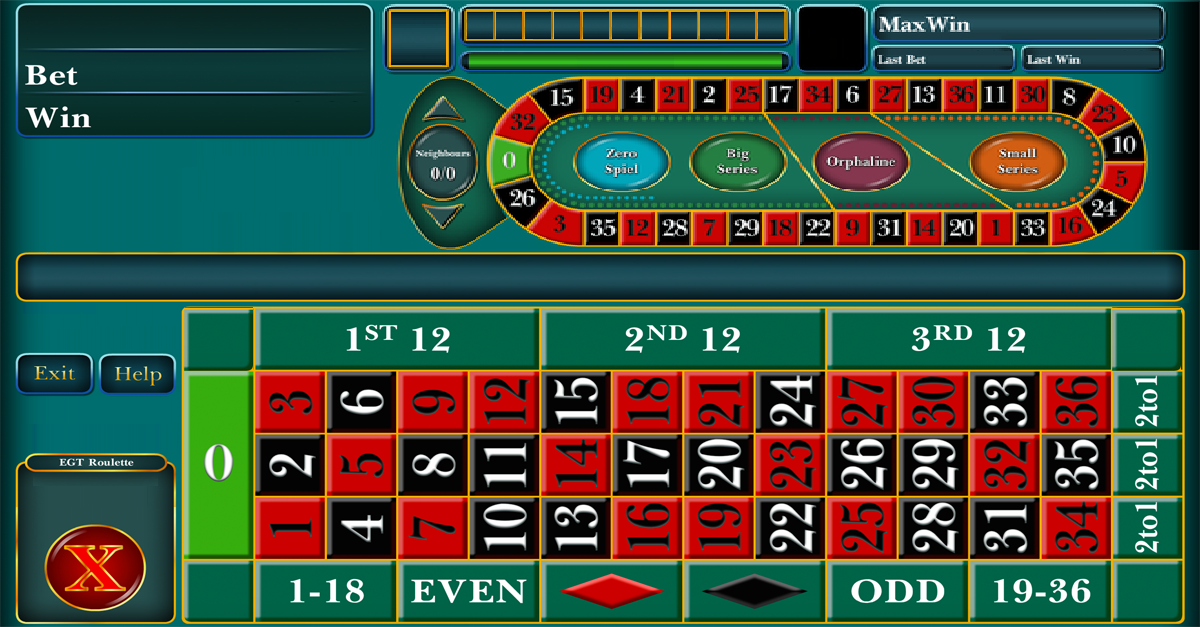 Bet
Win
MaxWin
Last Bet Last Win
15 19 4 21 2 25 17 34 6 27 13 36 11 30 8
32 23
Neighbours
0/0
0
Zero
Spiel
Big
Series
Orphaline
Small
Series
10
5
26 24
3 35 12 28 7 29 18 22 9 31 14 20 1 33 16
1ST 12 2ND 12 3RD 12
Exit Help
3 6 9 12 15 18 21 24 27 30 33 36 2to1
0 2 5 8 11 14 17 20 23 26 29 32 35 2to1
EGT Roulette
1 4 7 10 13 16 19 22 25 28 31 34 2to1
X
1-18 EVEN ODD 19-36